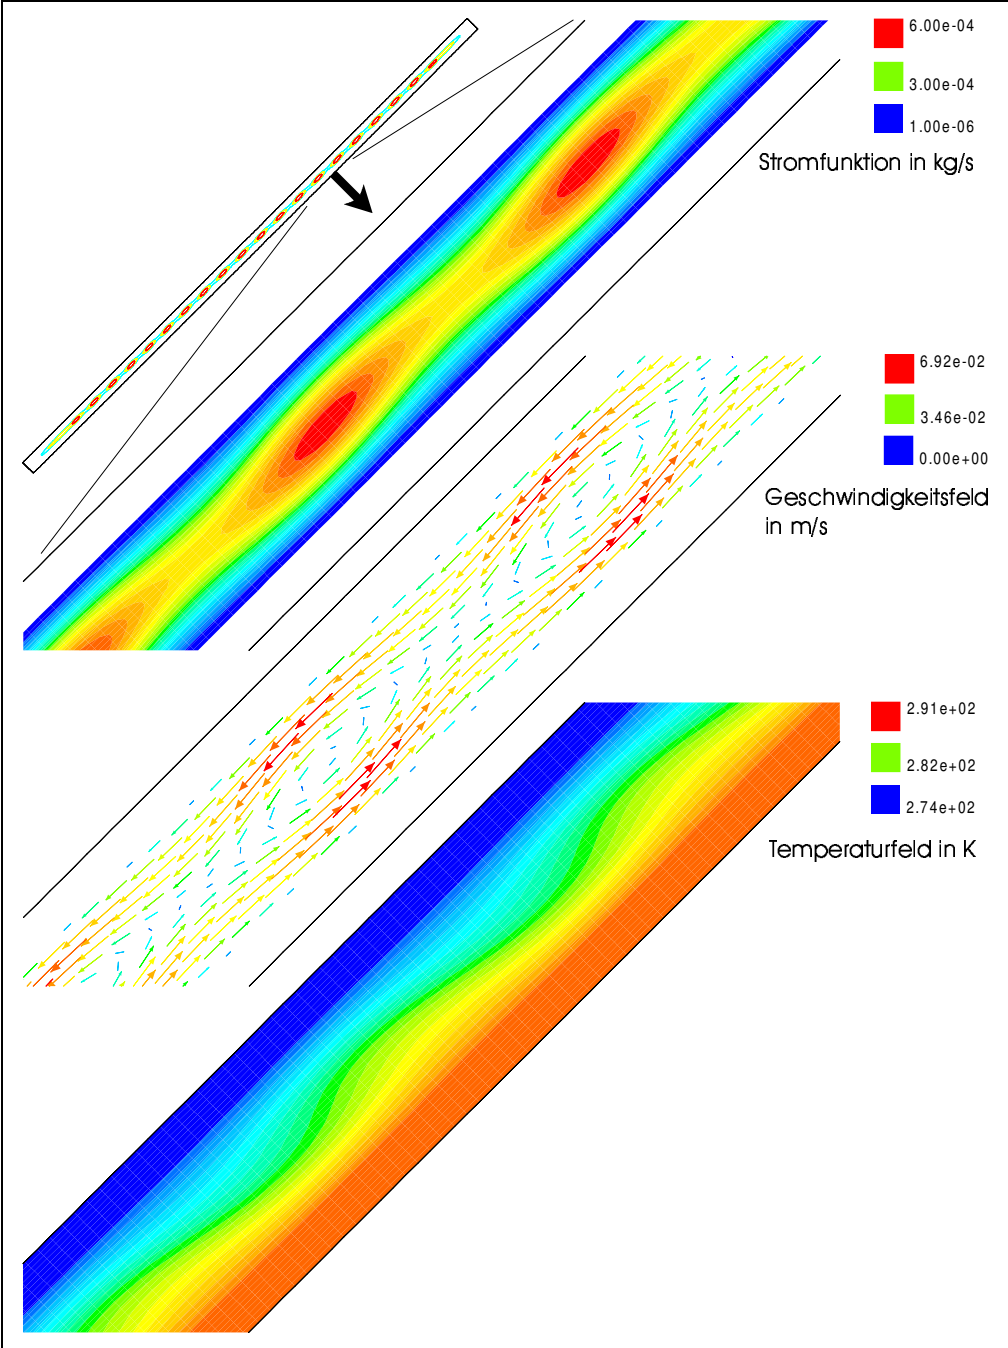 6.00e-04
3.00e-04
1.00e-06
Stromfunktion in kg/s
6.92e-02
3.46e-02
0.00e+00
Geschwindigkeitsfeld
in m/s
2.91e+02
2.82e+02
2.74e+02
Temperaturfeld in K